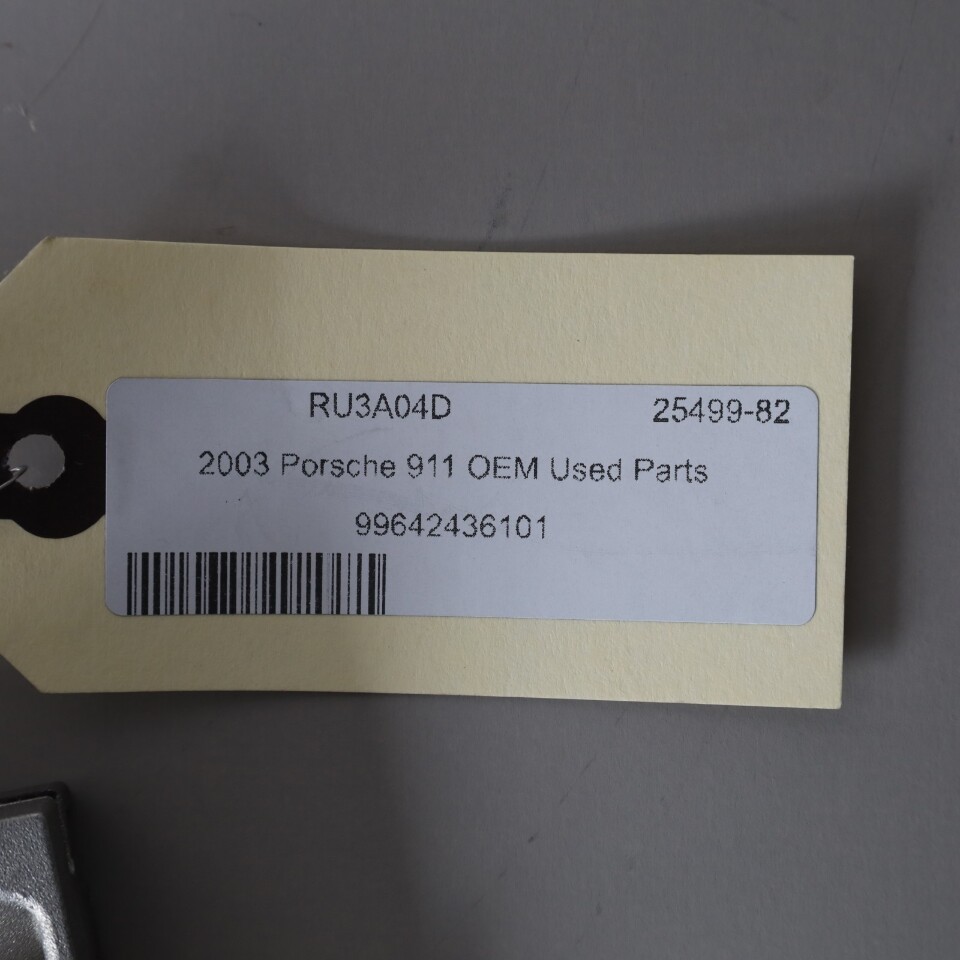 RU3A04D 25499-82
2003 Porsche 911 OEM Used Parts
99642436101